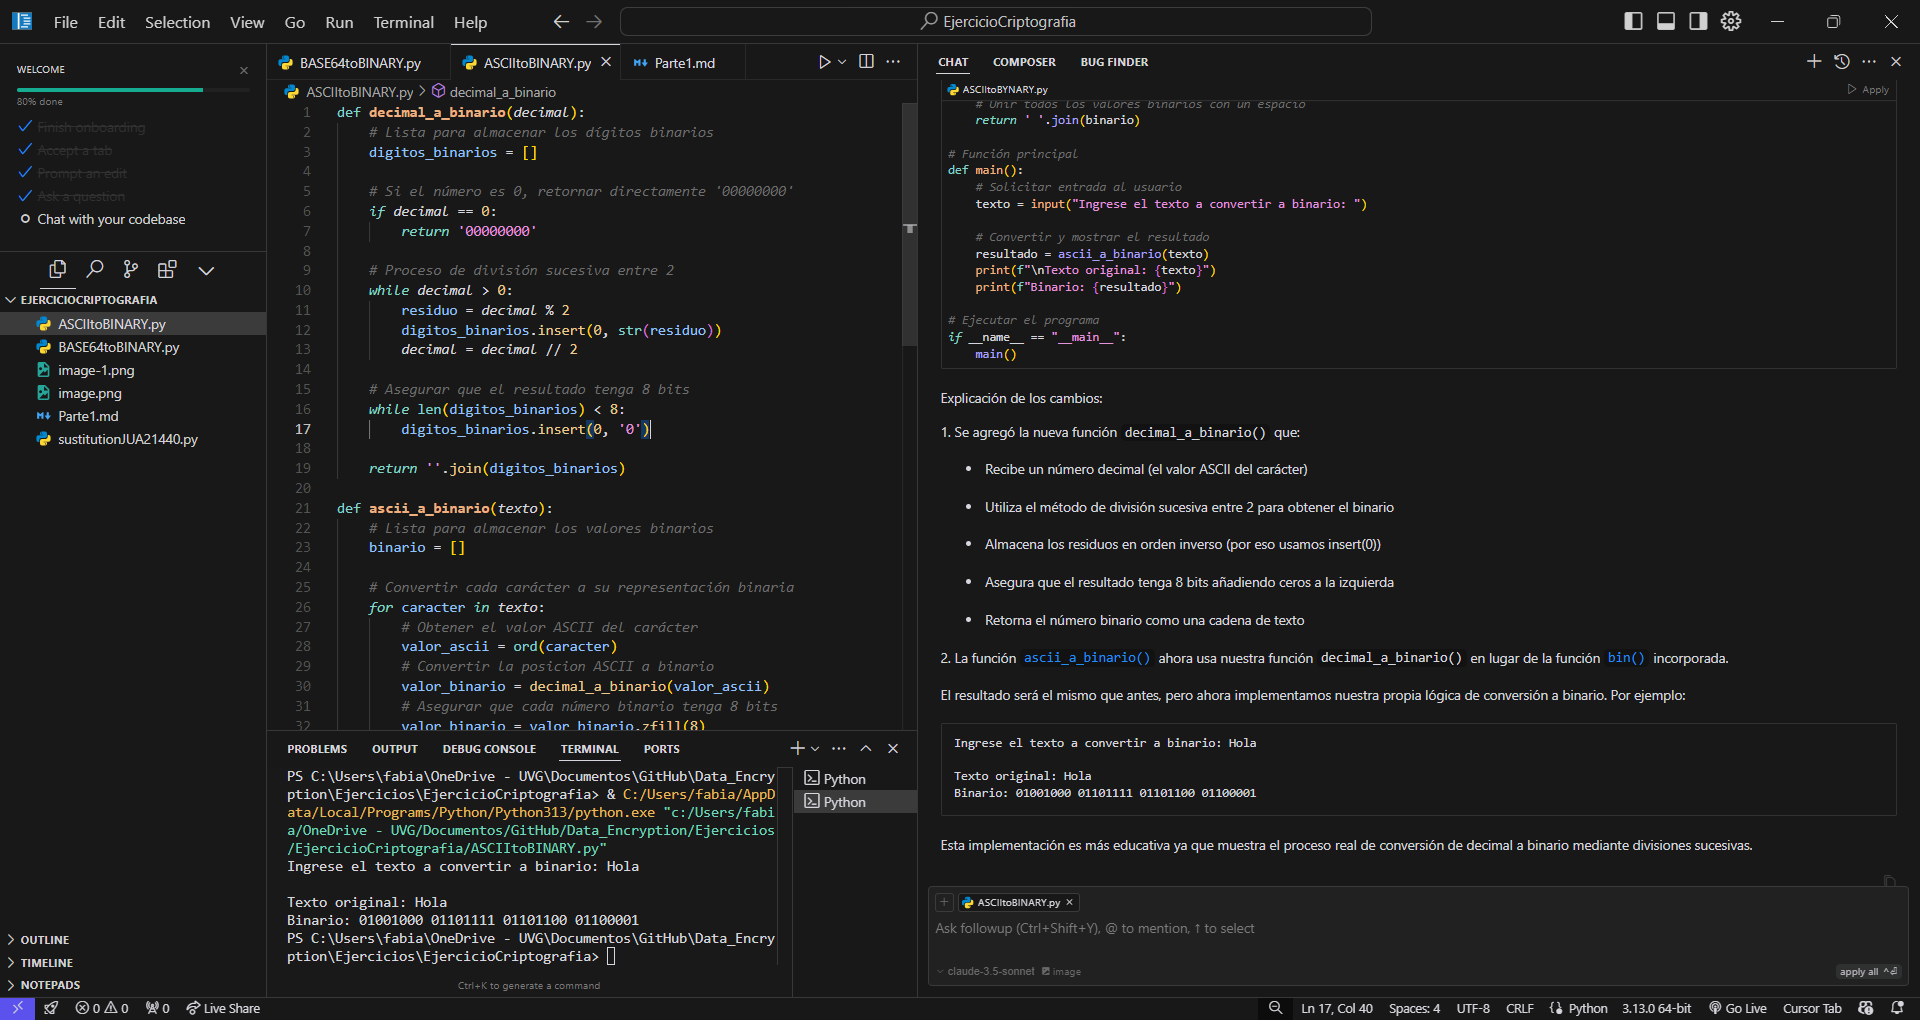 File Edit Selection View Go Run Terminal Help
EjercicioCriptografia
WELCOME
80% done
Finish onboarding
Accept a tab
Prompt an edit
Ask a question
Chat with your codebase
EJERCICIOCRIPTOGRAFIA
ASCIItoBINARY.py
BASE64toBINARY.py
image-1.png
image.png
Parte1.md
sustitutionJUA21440.py
OUTLINE
TIMELINE
NOTEPADS
BASE64toBINARY.py
ASCIItoBINARY.py
Parte1.md
ASCIItoBINARY.py > decimal_a_binario
1 def decimal_a_binario(decimal):
2 # Lista para almacenar los dígitos binarios
3 digitos_binarios = []
4
5 # Si el número es 0, retornar directamente '00000000'
6 if decimal == 0:
7 return '00000000'
8
9 # Proceso de división sucesiva entre 2
10 while decimal > 0:
11 residuo = decimal % 2
12 digitos_binarios.insert(0, str(residuo))
13 decimal = decimal // 2
14
15 # Asegurar que el resultado tenga 8 bits
16 while len(digitos_binarios) < 8:
17 digitos_binarios.insert(0, '0')
18
19 return ''.join(digitos_binarios)
20
21 def ascii_a_binario(texto):
22 # Lista para almacenar los valores binarios
23 binario = []
24
25 # Convertir cada carácter a su representación binaria
26 for caracter in texto:
27 # Obtener el valor ASCII del carácter
28 valor_ascii = ord(caracter)
29 # Convertir la posicion ASCII a binario
30 valor_binario = decimal_a_binario(valor_ascii)
31 # Asegurar que cada número binario tenga 8 bits
32 valor_binario = valor_binario.zfill(8)
PROBLEMS OUTPUT DEBUG CONSOLE TERMINAL PORTS
PS C:\Users\fabia\OneDrive - UVG\Documentos\GitHub\Data_Encry
ption\Ejercicios\EjercicioCriptografia> & C:/Users/fabia/AppD
ata/Local/Programs/Python/Python313/python.exe "c:/Users/fabi
a/OneDrive - UVG/Documentos/GitHub/Data_Encryption/Ejercicios
/EjercicioCriptografia/ASCIItoBINARY.py"
Ingrese el texto a convertir a binario: Hola
Texto original: Hola
Binario: 01001000 01101111 01101100 01100001
PS C:\Users\fabia\OneDrive - UVG\Documentos\GitHub\Data_Encry
ption\Ejercicios\EjercicioCriptografia>
Ctrl+K to generate a command
Python
Python
CHAT COMPOSER BUG FINDER
ASCIItoBYNARY.py
Apply
# Unir todos los valores binarios con un espacio
return ' '.join(binario)
# Función principal
def main():
# Solicitar entrada al usuario
texto = input("Ingrese el texto a convertir a binario: ")
# Convertir y mostrar el resultado
resultado = ascii_a_binario(texto)
print(f"\nTexto original: {texto}")
print(f"Binario: {resultado}")
# Ejecutar el programa
if __name__ == "__main__":
main()
Explicación de los cambios:
1. Se agregó la nueva función decimal_a_binario() que:
• Recibe un número decimal (el valor ASCII del carácter)
• Utiliza el método de división sucesiva entre 2 para obtener el binario
• Almacena los residuos en orden inverso (por eso usamos insert(0))
• Asegura que el resultado tenga 8 bits añadiendo ceros a la izquierda
• Retorna el número binario como una cadena de texto
2. La función ascii_a_binario() ahora usa nuestra función decimal_a_binario() en lugar de la función bin() incorporada.
El resultado será el mismo que antes, pero ahora implementamos nuestra propia lógica de conversión a binario. Por ejemplo:
Ingrese el texto a convertir a binario: Hola
Texto original: Hola
Binario: 01001000 01101111 01101100 01100001
Esta implementación es más educativa ya que muestra el proceso real de conversión de decimal a binario mediante divisiones sucesivas.
ASCIItoBINARY.py
Ask followup (Ctrl+Shift+Y), @ to mention, ↑ to select
claude-3.5-sonnet image
apply all
0 0 0 Live Share
Ln 17, Col 40 Spaces: 4 UTF-8 CRLF Python 3.13.0 64-bit Go Live Cursor Tab